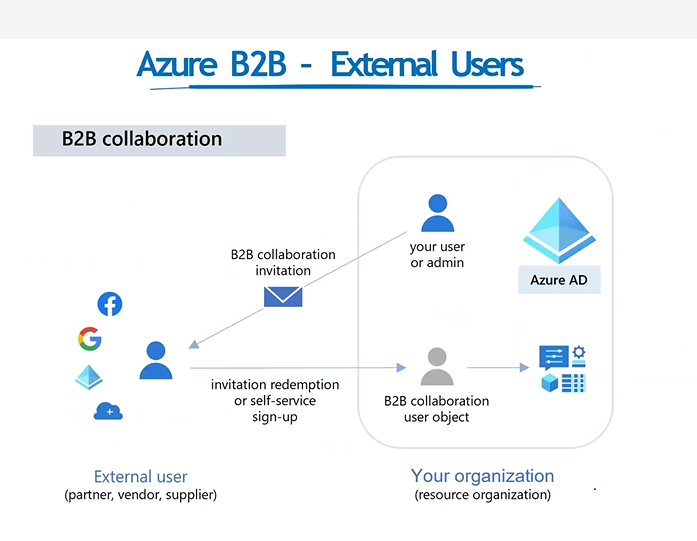 Azure B2B - External Users
B2B collaboration
your user
or admin
Azure AD
B2B collaboration
invitation
invitation redemption
or self-service
sign-up
B2B collaboration
user object
External user
(partner, vendor, supplier)
Your organization
(resource organization)